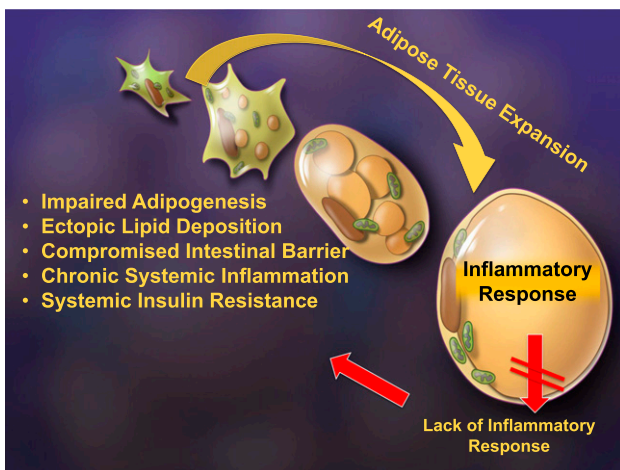 Adipose Tissue Expansion
• Impaired Adipogenesis
• Ectopic Lipid Deposition
• Compromised Intestinal Barrier
• Chronic Systemic Inflammation
• Systemic Insulin Resistance
Inflammatory
Response
Lack of Inflammatory
Response